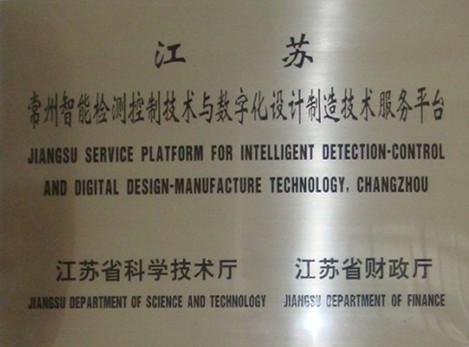 江 苏
常州智能检测控制技术与数字化设计制造技术服务平台
JIANGSU SERVICE PLATFORM FOR INTELLIGENT DETECTION-CONTROL
AND DIGITAL DESIGN-MANUFACTURE TECHNOLOGY, CHANGZHOU
江苏省科学技术厅 江苏省财政厅
JIANGSU DEPARTMENT OF SCIENCE AND TECHNOLOGY JIANGSU DEPARTMENT OF FINANCE